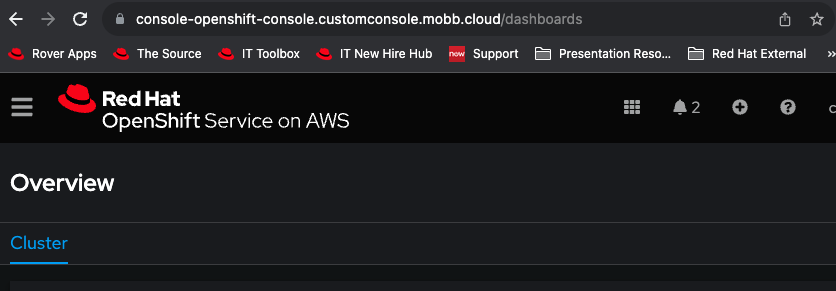 console-openshift-console.customconsole.mobb.cloud/dashboards
Rover Apps The Source IT Toolbox IT New Hire Hub now Support Presentation Reso... Red Hat External »
Red Hat
OpenShift Service on AWS
2
Overview
Cluster